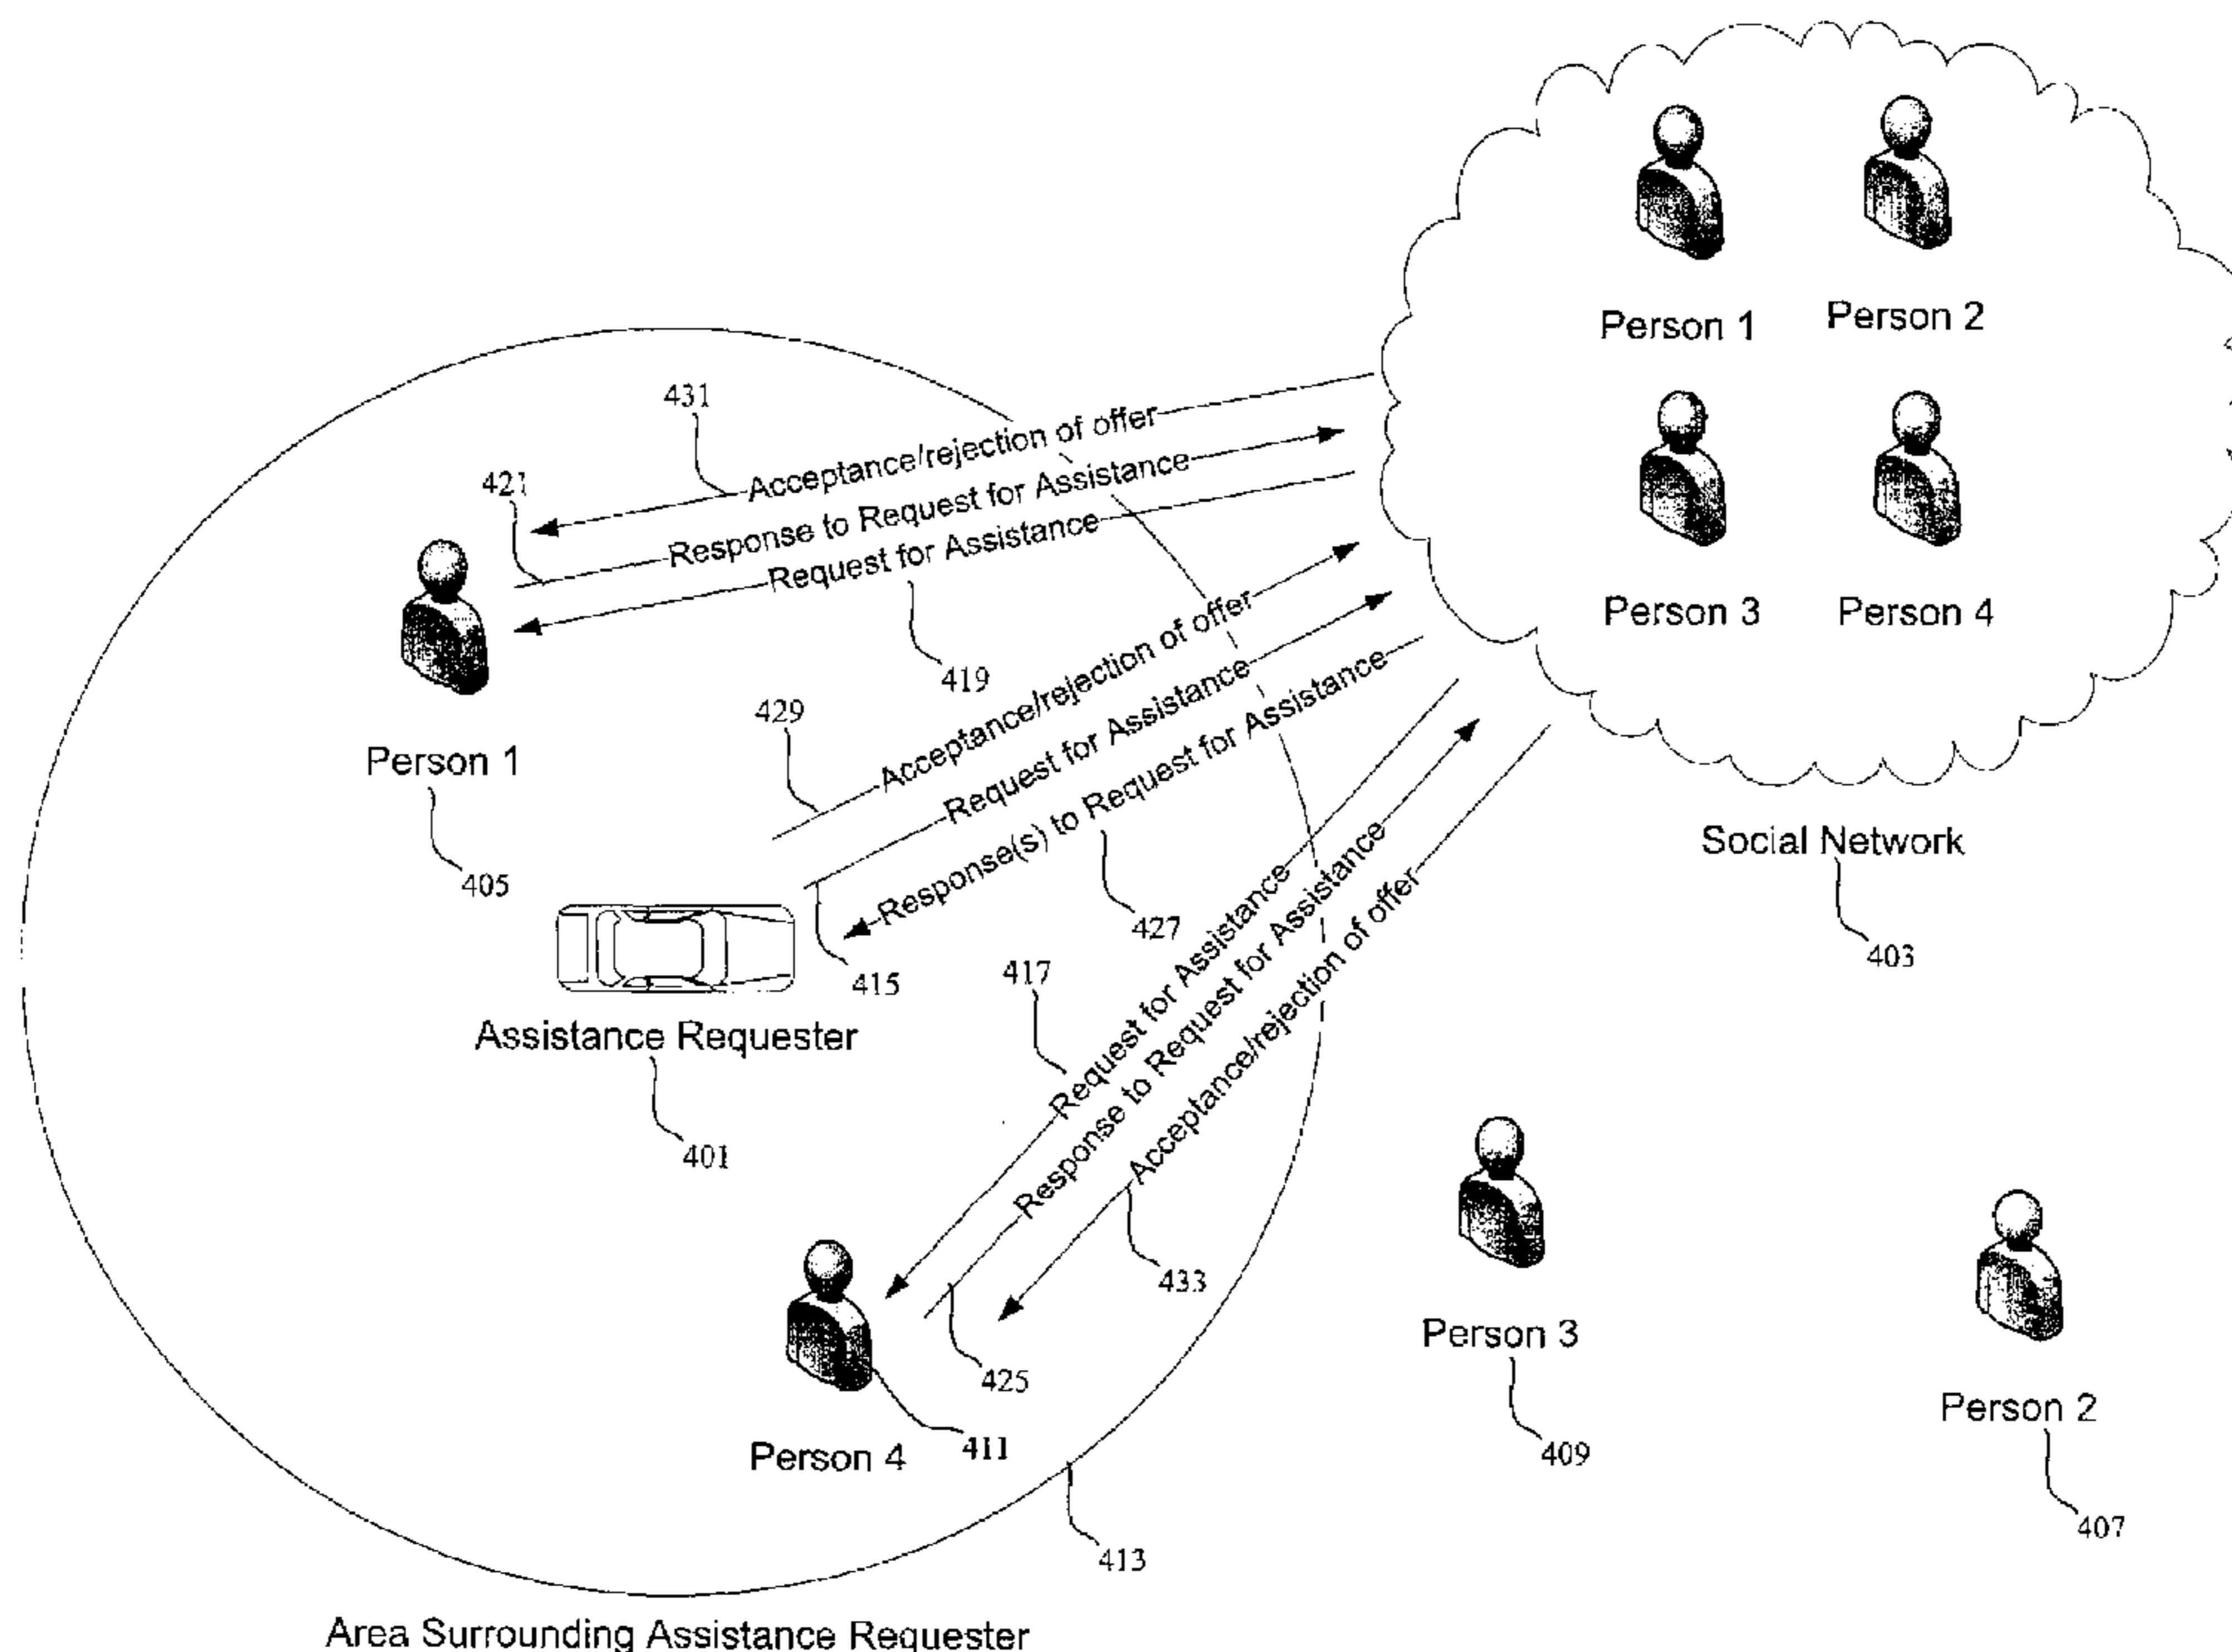 Person 1
Person 2
Person 3
Person 4
Social Network
403
431
Acceptance/rejection of offer
421
Response to Request for Assistance
Request for Assistance
419
Person 1
405
429
Acceptance/rejection of offer
Request for Assistance
Response(s) to Request for Assistance
427
415
Assistance Requester
401
417
Request for Assistance
Response to Request for Assistance
Acceptance/rejection of offer
433
425
Person 4
411
413
Person 3
409
Person 2
407
Area Surrounding Assistance Requester